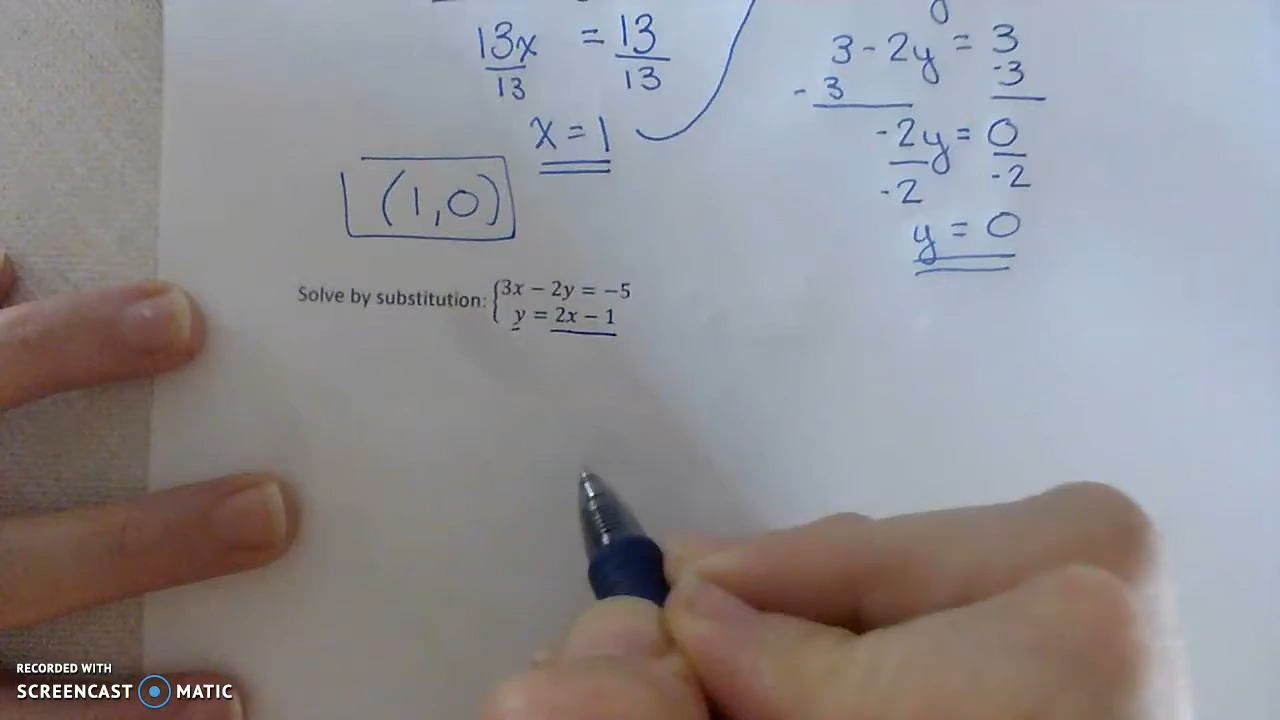 13x = 13
13 13
x = 1
(1,0)
3 - 2y = 3
- 3 -3
-2y = 0
-2 -2
y = 0
Solve by substitution: {3x − 2y = −5
y = 2x − 1
RECORDED WITH
SCREENCAST MATIC